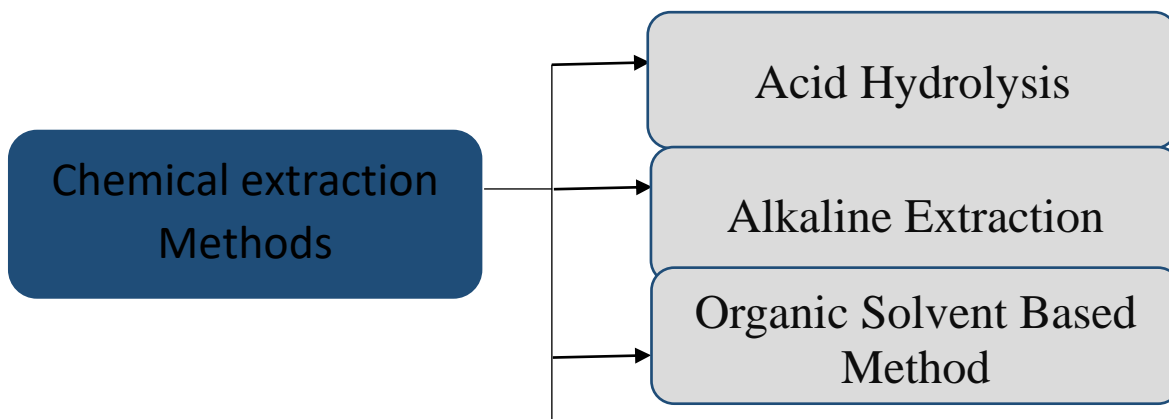 Chemical extraction
Methods
Acid Hydrolysis
Alkaline Extraction
Organic Solvent Based
Method